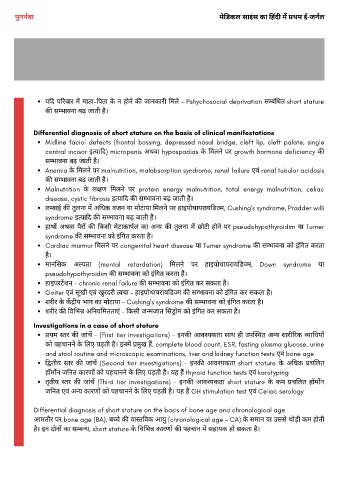 पुनर्नवा
मेडिकल साइंस का हिंदी में प्रथम ई-जर्नल
• यदि परिवार में माता-पिता के न होने की जानकारी मिले - Pshychosocial deprivation सम्बंधित short stature
की सम्भावना बढ़ जाती है।
Differential diagnosis of short stature on the basis of clinical manifestations
• Midline facial defects (frontal bossing, depressed nasal bridge, cleft lip, cleft palate, single
central incisor इत्यादि) micropenis अथवा hypospadias के मिलने पर growth hormone deficiency की
सम्भावना बढ़ जाती है।
• Anemia के मिलने पर malnutrition, malabsorption syndrome, renal failure एवं renal tubular acidosis
की सम्भावना बढ़ जाती है।
• Malnutrition के लक्षण मिलने पर protein energy malnutrition, total energy malnutrition, celiac
disease, cystic fibrosis इत्यादि की सम्भावना बढ़ जाती है।
• लम्बाई की तुलना में अधिक वजन या मोटापा मिलने पर हाइपोथायरायडिज्म, Cushing's syndrome, Pradder willi
syndrome इत्यादि की सम्भावना बढ़ जाती है।
• हाथों अथवा पैरों की किसी मेटाकार्पल का अन्य की तुलना में छोटी होने पर pseudohypothyroidim या Turner
syndrome की सम्भावना को इंगित करता है।
• Cardiac murmur मिलने पर congenital heart disease या Turner syndrome की सम्भावना को इंगित करता
है।
• मानसिक अल्पता (mental retardation) मिलने पर हाइपोथायरायडिज्म, Down syndrome या
pseudohypothyroidim की सम्भावना को इंगित करता है।
• हाइपरटेंशन - chronic renal failure की सम्भावना को इंगित कर सकता है।
• Goiter एवं सूखी एवं खुरदरी त्वचा - हाइपोथायरायडिज्म की सम्भावना को इंगित कर सकता है।
• शरीर के केंद्रीय भाग का मोटापा - Cushing's syndrome की सम्भावना को इंगित करता है।
• शरीर की विभिन्न अनियमितताएं - किसी जन्मजात सिंड्रोम को इंगित कर सकता है।
Investigations in a case of short stature
• प्रथम स्तर की जांचें - (First tier investigations) - इनकी आवश्यकता साथ ही उपस्थित अन्य शारीरिक व्याधियों
को पहचानने के लिए पड़ती है। इनमें प्रमुख हैं, complete blood count, ESR, fasting plasma glucose, urine
and stool routine and microscopic examinations, liver and kidney function tests एवं bone age
• द्वितीय स्तर की जांचें (Second tier investigations) - इनकी आवश्यकता short stature के अधिक प्रचलित
हॉर्मोन जनित कारणों को पहचानने के लिए पड़ती है। यह हैं thyroid function tests एवं karotyping
• तृतीय स्तर की जांचें (Third tier investigations) - इनकी आवश्यकता short stature के कम प्रचलित हॉर्मोन
जनित एवं अन्य कारणों को पहचानने के लिए पड़ती है। यह हैं GH stimulation test एवं Celiac serology
Differential diagnosis of short stature on the basis of bone age and chronological age
आमतौर पर bone age (BA), बच्चे की वास्तविक आयु (chronological age - CA) के समान या उससे थोड़ी कम होती
है। इन दोनों का सम्बन्ध, short stature के विभिन्न कारणों की पहचान में सहायक हो सकता है।